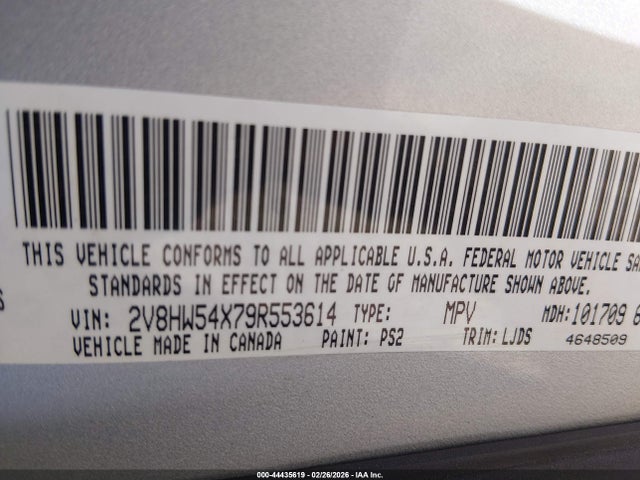 THIS VEHICLE CONFORMS TO ALL APPLICABLE U.S.A. FEDERAL MOTOR VEHICLE SA
STANDARDS IN EFFECT ON THE DATE OF MANUFACTURE SHOWN ABOVE.
S
VIN: 2V8HW54X79R553614 TYPE: MPV MDH:101709 6
VEHICLE MADE IN CANADA PAINT: PS2 TRIM: LJDS 4648509
000-44435619 - 02/26/2026 - IAA Inc.